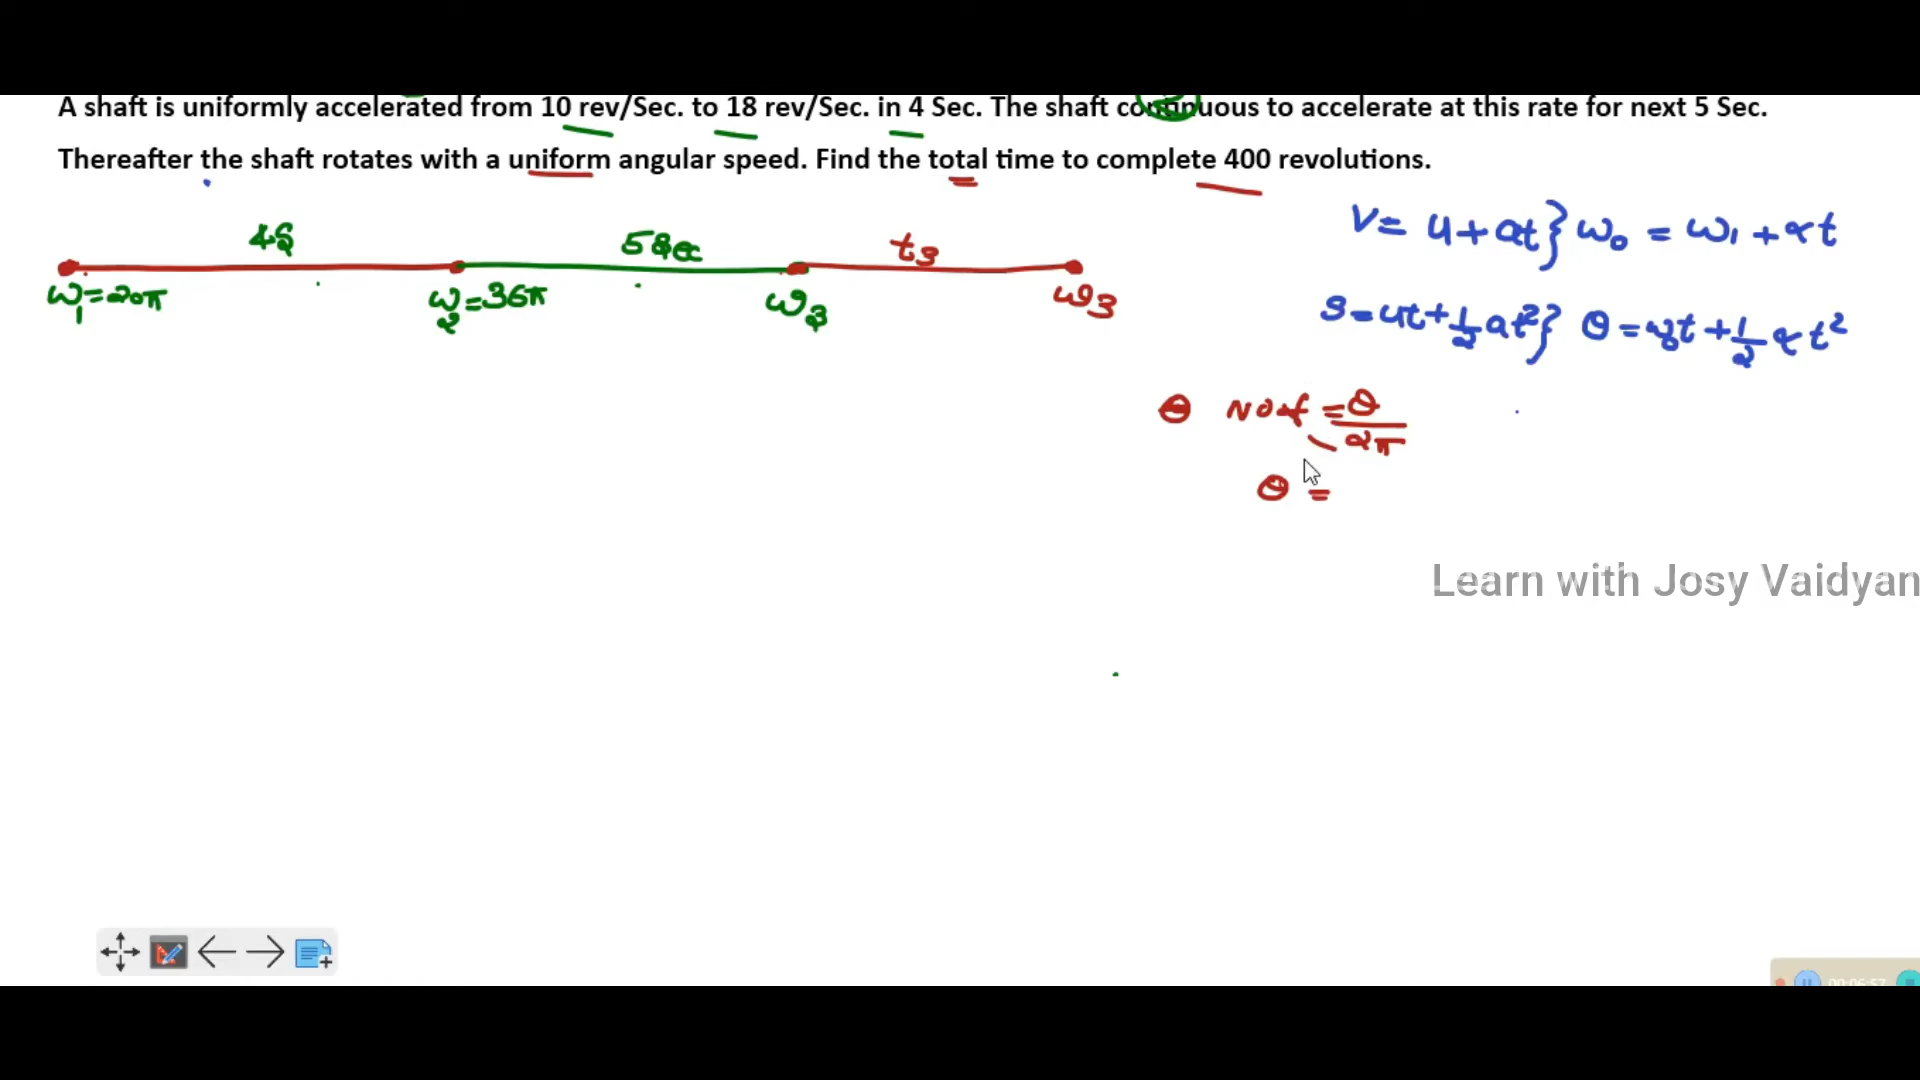 A shaft is uniformly accelerated from 10 rev/Sec. to 18 rev/Sec. in 4 Sec. The shaft continuous to accelerate at this rate for next 5 Sec.
Thereafter the shaft rotates with a uniform angular speed. Find the total time to complete 400 revolutions.
V = u + at} ω₀ = ω₁ + αt
4S 5 Sec t₃
ω₁ = 20π ω₂ = 36π ω₃ ω₃
S = ut + 1/2 at²} θ = ω₀t + 1/2 αt²
θ No of = θ/2π
θ =
Learn with Josy Vaidyan